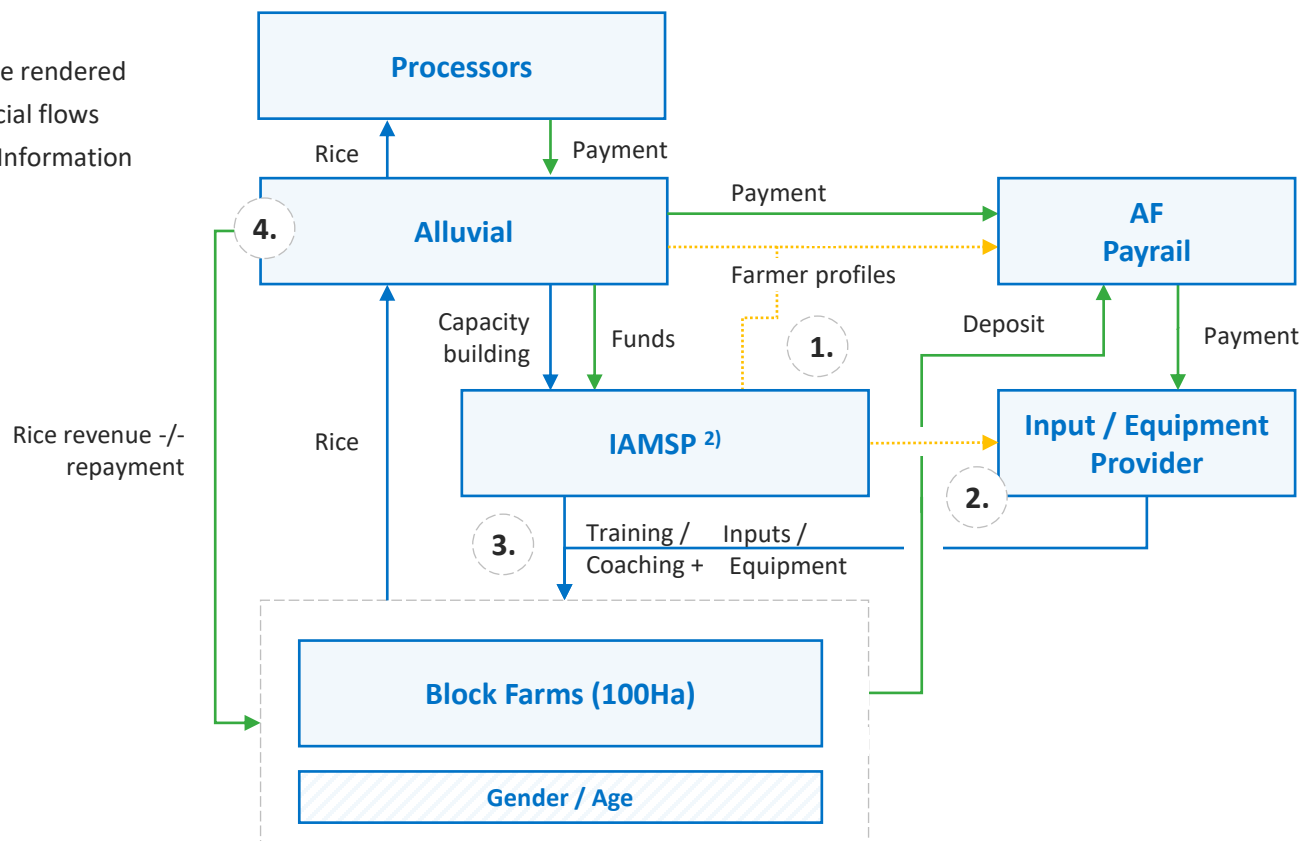 e rendered
cial flows
Information
Processors
Rice
Payment
Payment
4.
Alluvial
AF
Payrail
Farmer profiles
Capacity
building
Funds
1.
Deposit
Payment
Rice revenue -/-
repayment
Rice
IAMSP 2)
Input / Equipment
Provider
2.
3.
Training /
Coaching +
Inputs /
Equipment
Block Farms (100Ha)
Gender / Age